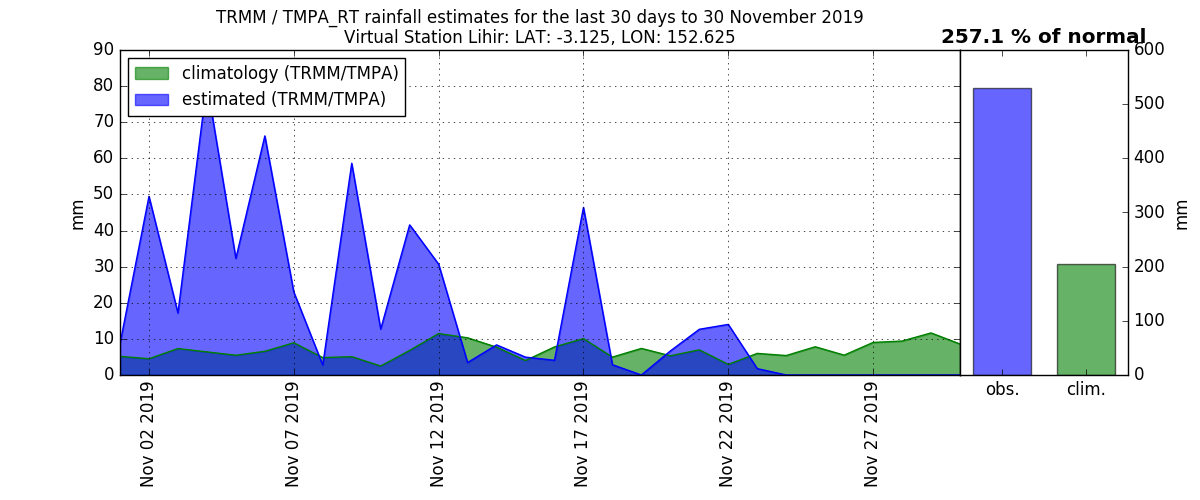 TRMM / TMPA_RT rainfall estimates for the last 30 days to 30 November 2019
Virtual Station Lihir: LAT: -3.125, LON: 152.625
257.1 % of normal
climatology (TRMM/TMPA)
estimated (TRMM/TMPA)
90
80
70
60
50
40
30
20
10
0
mm
Nov 02 2019
Nov 07 2019
Nov 12 2019
Nov 17 2019
Nov 22 2019
Nov 27 2019
600
500
400
300
200
100
0
mm
obs.
clim.